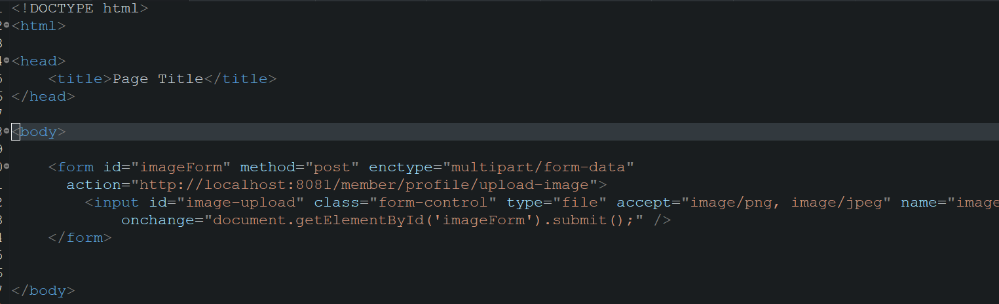 <!DOCTYPE html>
<html>
<head>
<title>Page Title</title>
</head>
<body>
<form id="imageForm" method="post" enctype="multipart/form-data"
action="http://localhost:8081/member/profile/upload-image">
<input id="image-upload" class="form-control" type="file" accept="image/png, image/jpeg" name="image
onchange="document.getElementById('imageForm').submit();" />
</form>
</body>